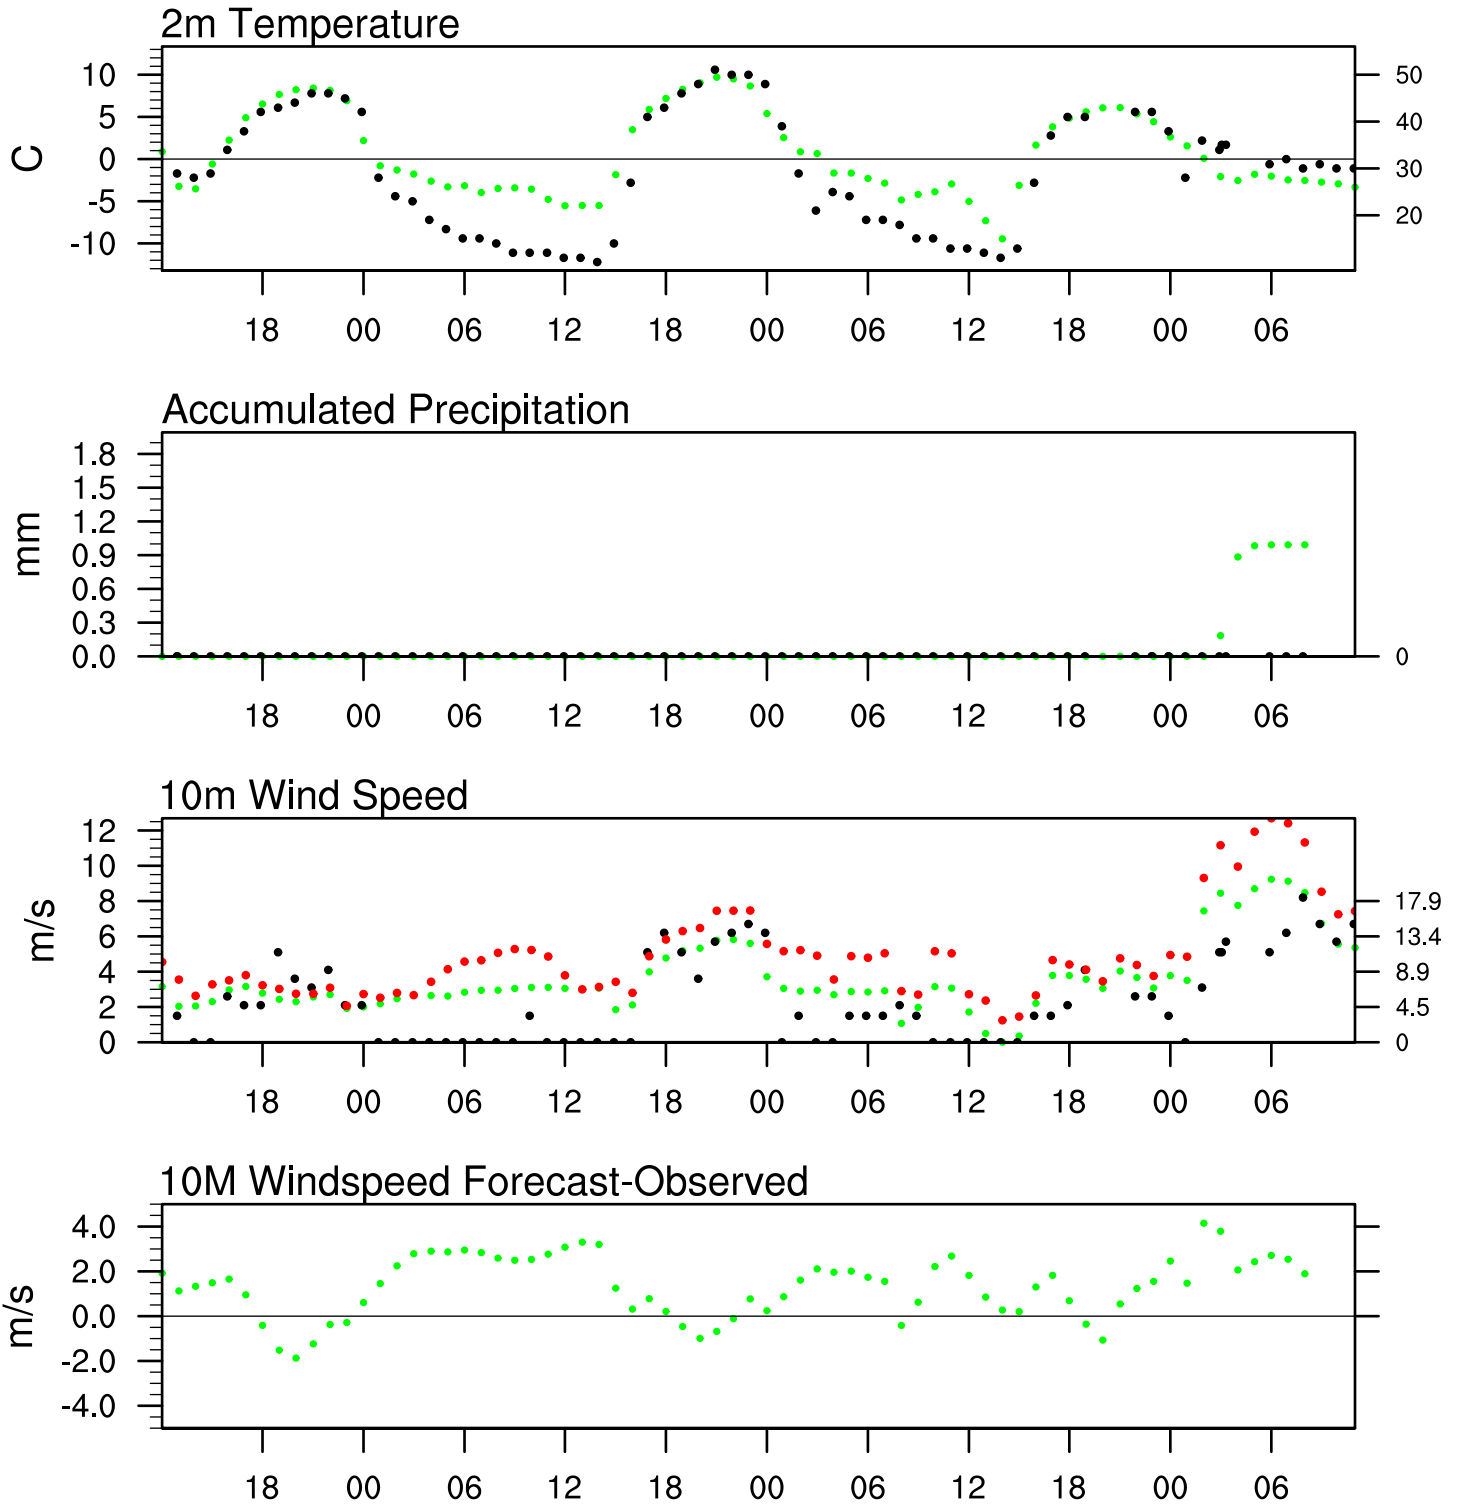 2m Temperature
10
5
0
-5
-10
C
50
40
30
20
18 00 06 12 18 00 06 12 18 00 06
Accumulated Precipitation
1.8
1.5
1.2
0.9
0.6
0.3
0.0
mm
0
18 00 06 12 18 00 06 12 18 00 06
10m Wind Speed
12
10
8
6
4
2
0
m/s
17.9
13.4
8.9
4.5
0
18 00 06 12 18 00 06 12 18 00 06
10M Windspeed Forecast-Observed
4.0
2.0
0.0
-2.0
-4.0
m/s
18 00 06 12 18 00 06 12 18 00 06